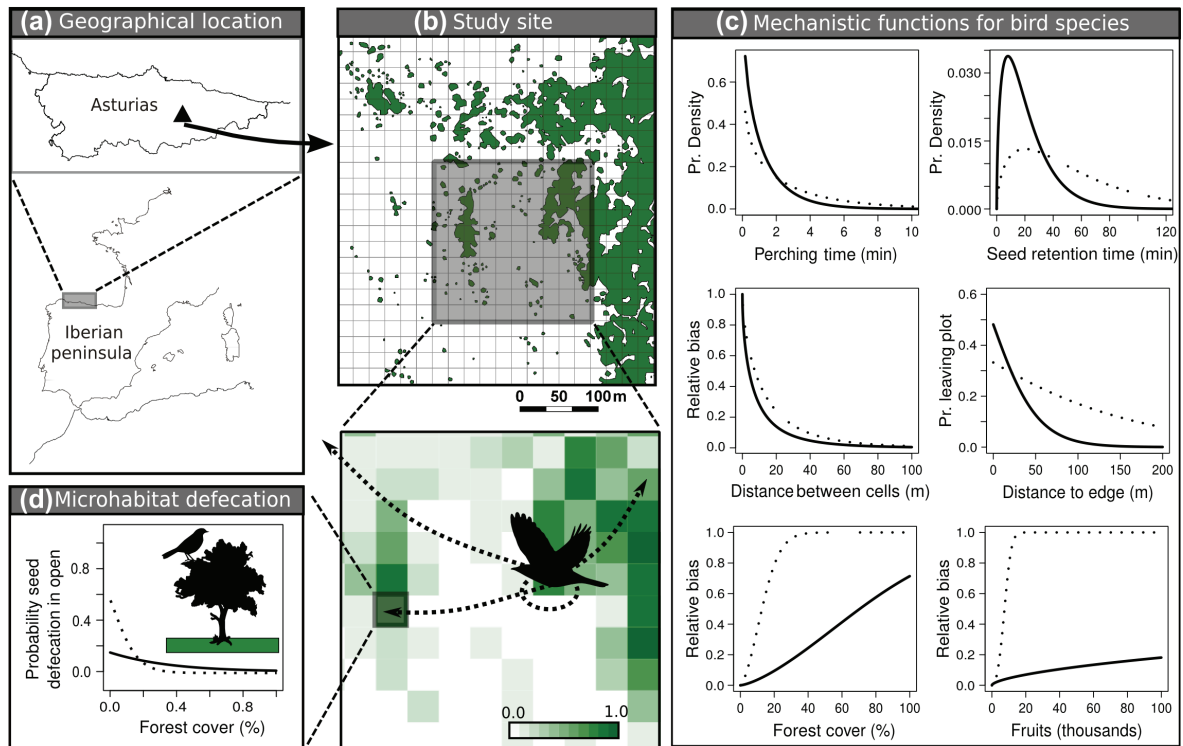 (a) Geographical location
Asturias
Iberian
peninsula
(b) Study site
0 50 100 m
0.0 1.0
(c) Mechanistic functions for bird species
Pr. Density
0.6
0.4
0.2
0.0
0 2 4 6 8 10
Perching time (min)
Pr. Density
0.030
0.015
0.000
0 20 40 60 80 120
Seed retention time (min)
Relative bias
1.0
0.8
0.6
0.4
0.2
0.0
0 20 40 60 80 100
Distance between cells (m)
Pr. leaving plot
0.6
0.4
0.2
0.0
0 50 100 150 200
Distance to edge (m)
Relative bias
1.0
0.8
0.6
0.4
0.2
0.0
0 20 40 60 80 100
Forest cover (%)
Relative bias
1.0
0.8
0.6
0.4
0.2
0.0
0 20 40 60 80 100
Fruits (thousands)
(d) Microhabitat defecation
Probability seed
defecation in open
0.8
0.4
0.0
0.0 0.4 0.8
Forest cover (%)